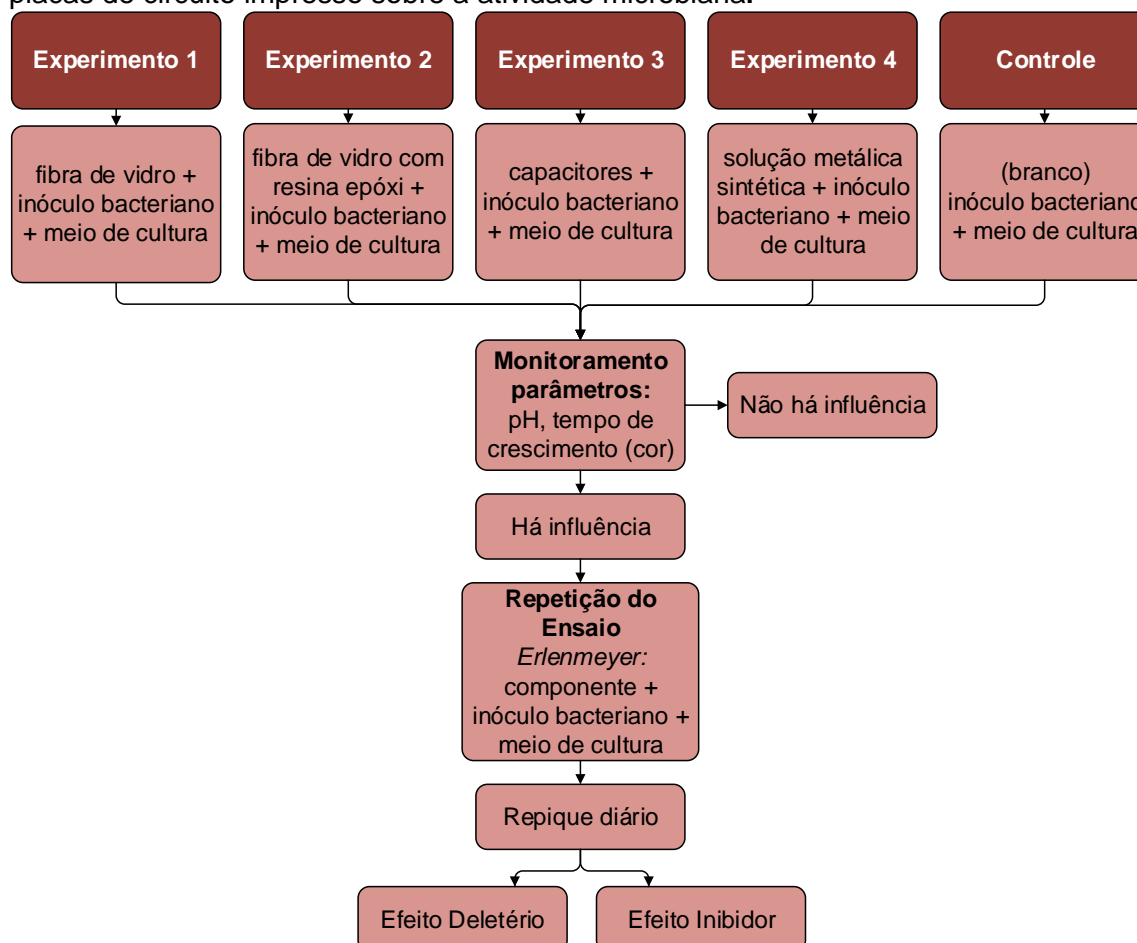 placas de circuito impresso sobre a atividade microbiana.
Experimento 1
Experimento 2
Experimento 3
Experimento 4
Controle
fibra de vidro +
inóculo bacteriano
+ meio de cultura
fibra de vidro com
resina epóxi +
inóculo bacteriano
+ meio de cultura
capacitores +
inóculo bacteriano
+ meio de cultura
solução metálica
sintética + inóculo
bacteriano + meio
de cultura
(branco)
inóculo bacteriano
+ meio de cultura
Monitoramento
parâmetros:
pH, tempo de
crescimento (cor)
Não há influência
Há influência
Repetição do
Ensaio
Erlenmeyer:
componente +
inóculo bacteriano +
meio de cultura
Repique diário
Efeito Deletério
Efeito Inibidor